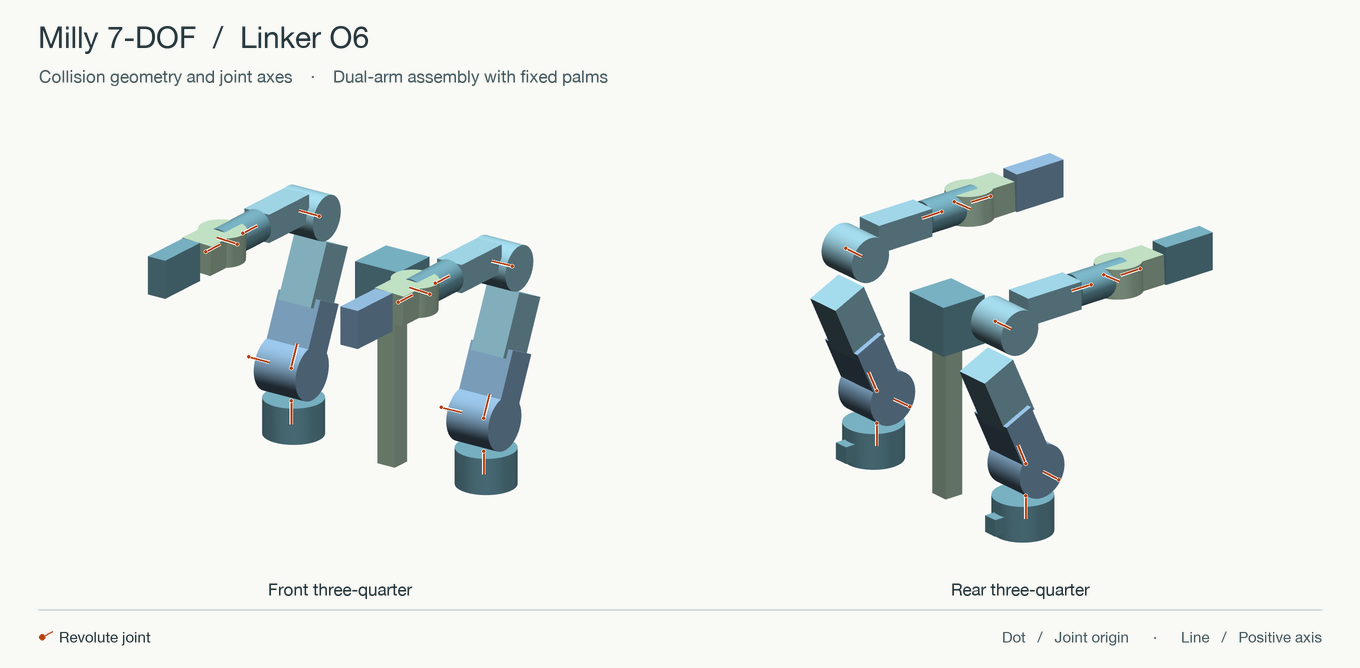 Milly 7-DOF / Linker O6
Collision geometry and joint axes · Dual-arm assembly with fixed palms
Front three-quarter
Rear three-quarter
Revolute joint
Dot / Joint origin · Line / Positive axis